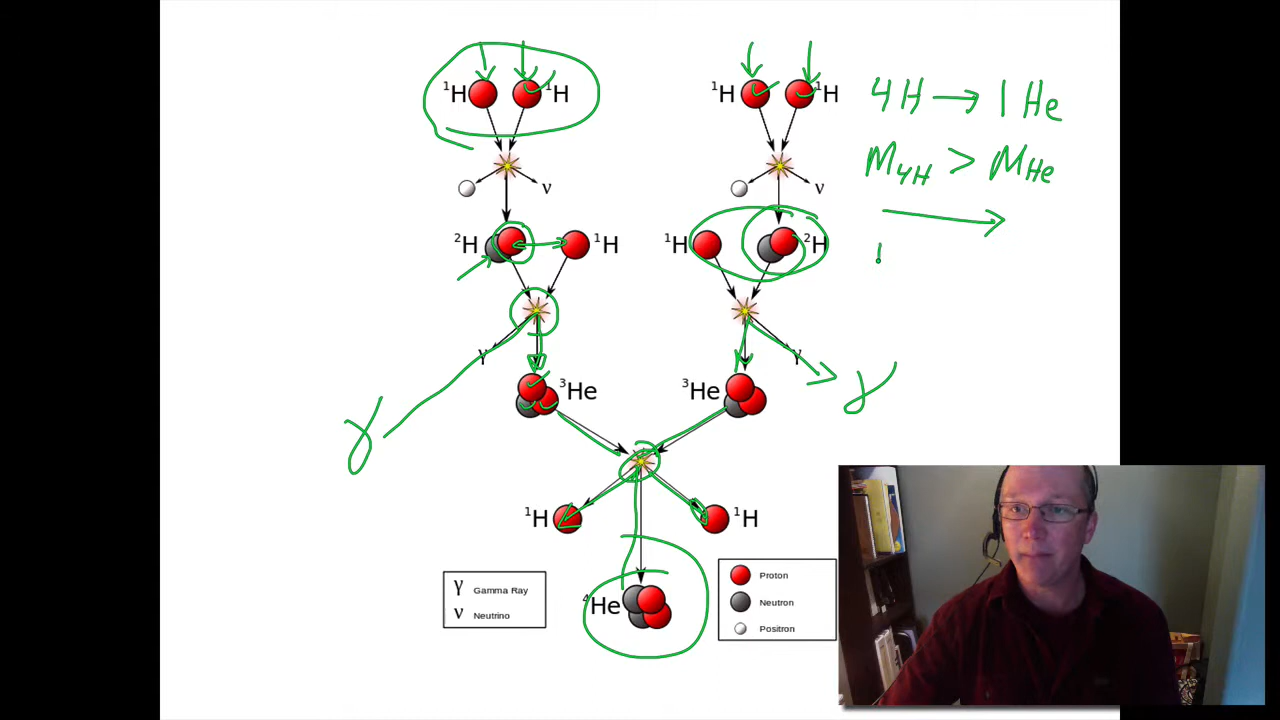 ¹H ¹H ¹H ¹H
4H → 1 He
M4H > MHe
ν ν
²H ¹H ¹H ²H
γ γ
³He ³He
γ γ
¹H ¹H
⁴He
γ Gamma Ray
ν Neutrino
Proton
Neutron
Positron